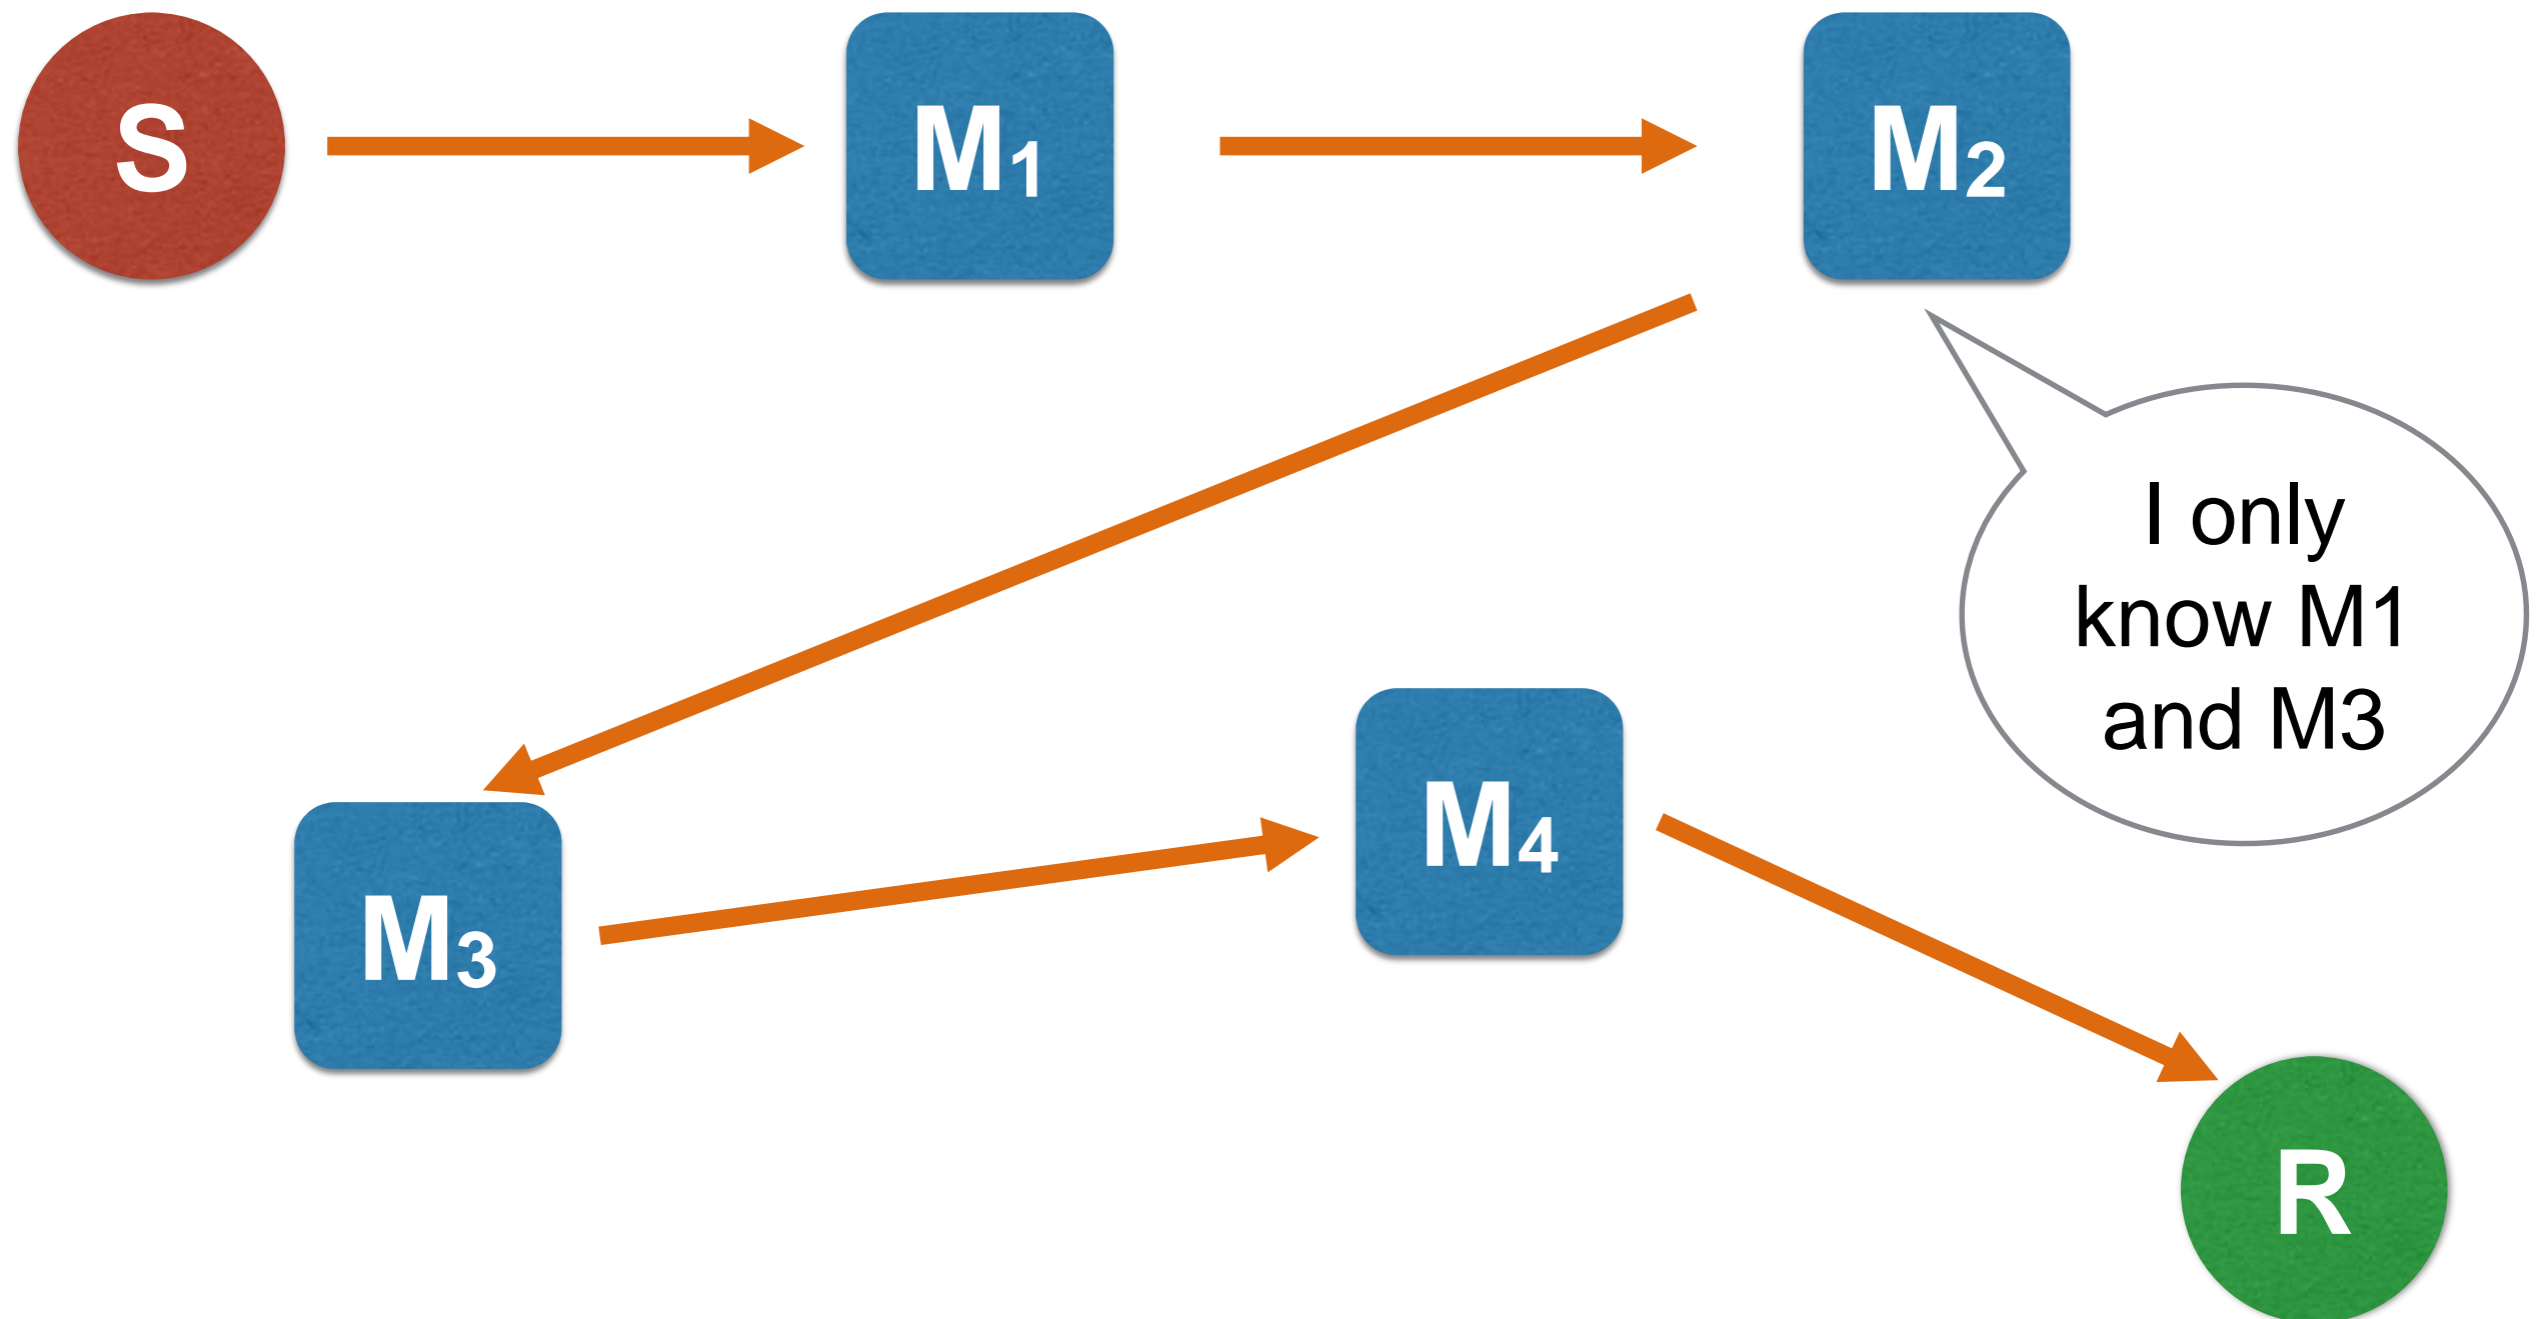 S
M₁
M₂
I only
know M1
and M3
M₄
M₃
R